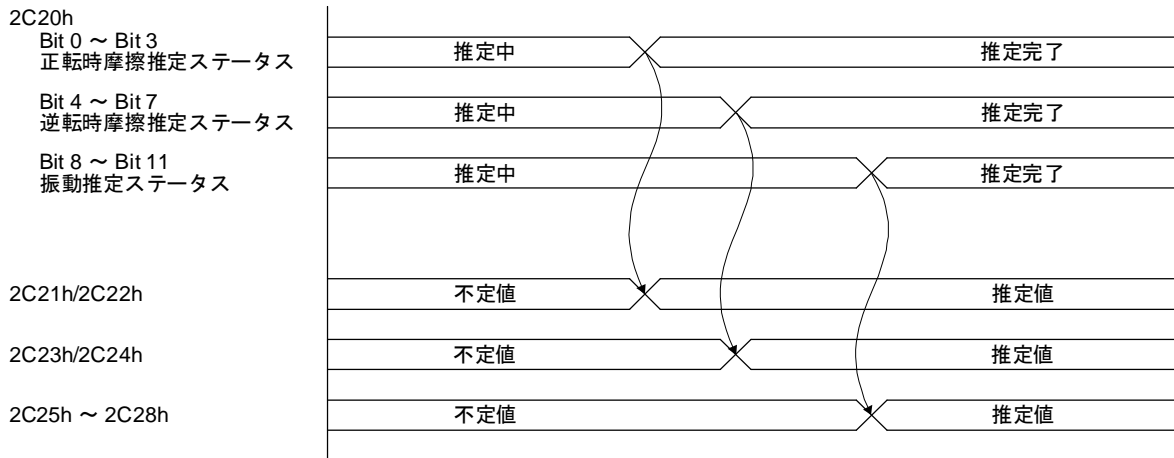 2C20h
Bit 0 ～ Bit 3
正転時摩擦推定ステータス
推定中
推定完了
Bit 4 ～ Bit 7
逆転時摩擦推定ステータス
推定中
推定完了
Bit 8 ～ Bit 11
振動推定ステータス
推定中
推定完了
2C21h/2C22h
不定値
推定値
2C23h/2C24h
不定値
推定値
2C25h ～ 2C28h
不定値
推定値